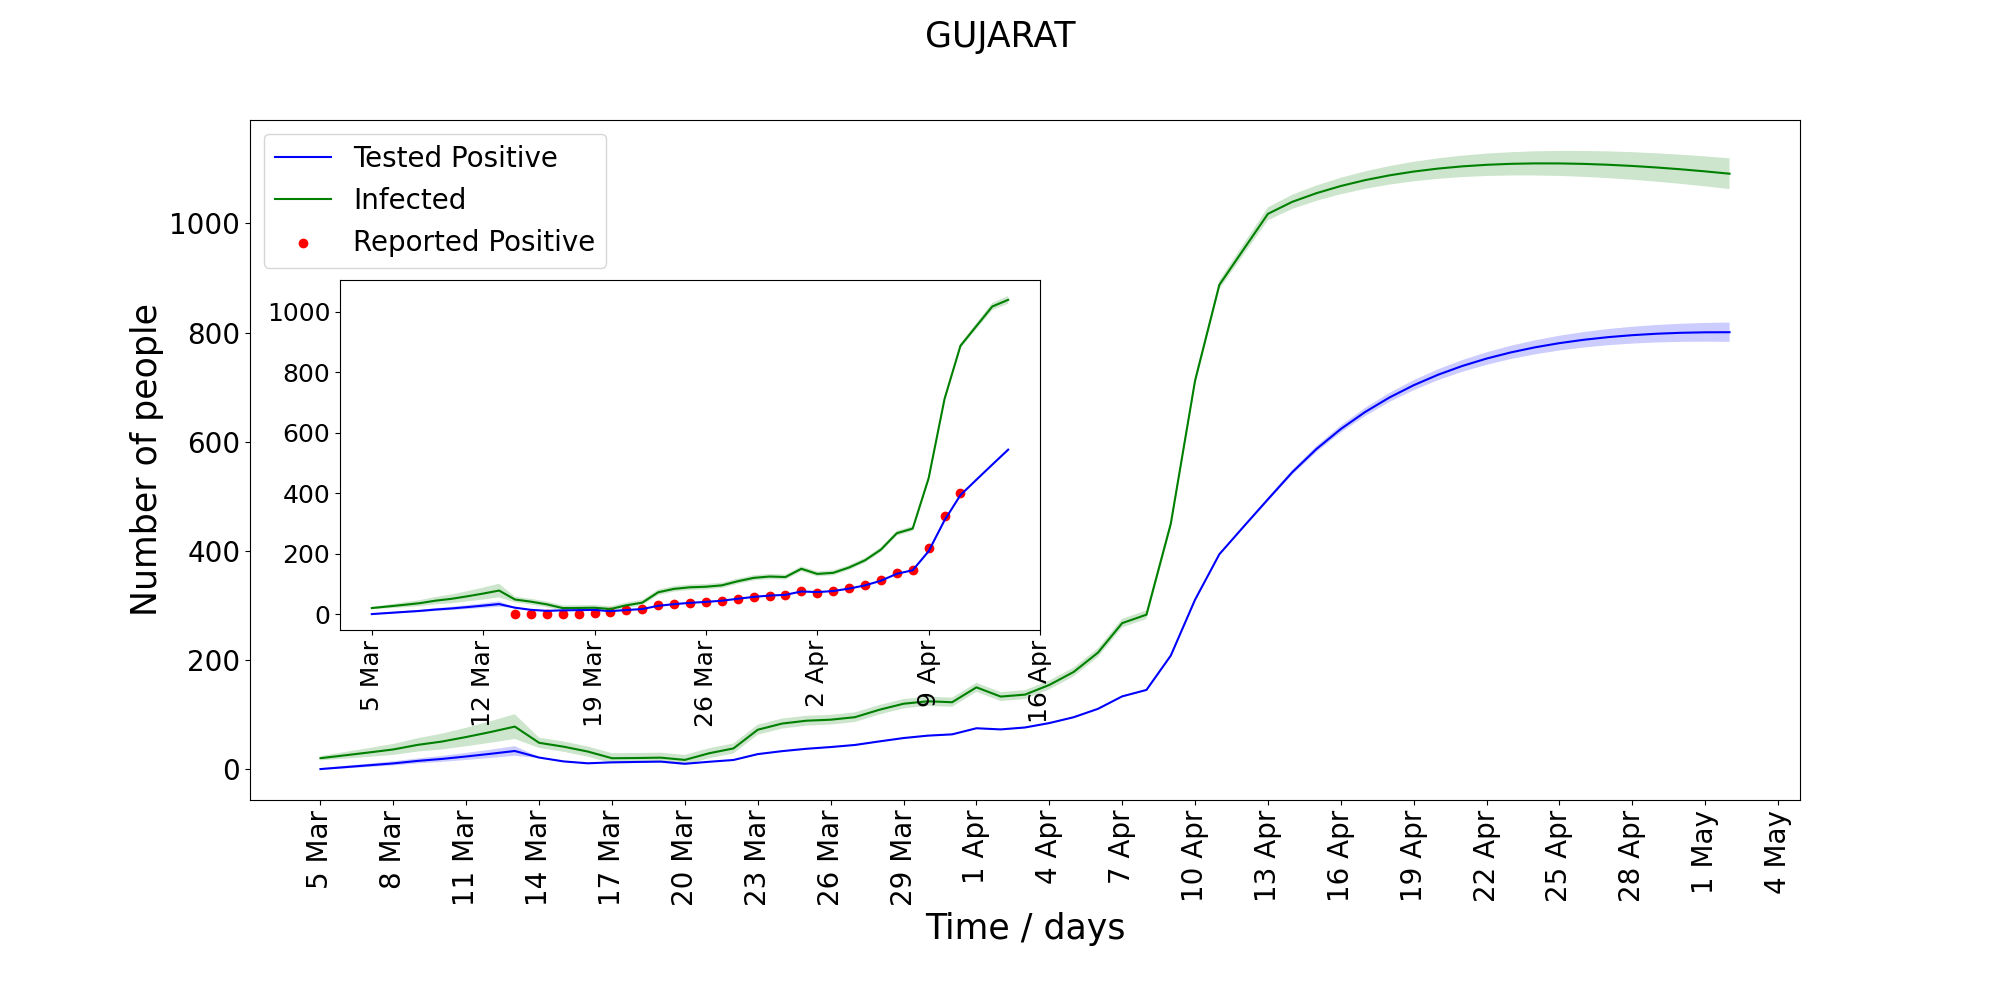 GUJARAT
Tested Positive
Infected
Reported Positive
Number of people
1000
800
600
400
200
0
1000
800
600
400
200
0
5 Mar
12 Mar
19 Mar
26 Mar
2 Apr
9 Apr
16 Apr
5 Mar
8 Mar
11 Mar
14 Mar
17 Mar
20 Mar
23 Mar
26 Mar
29 Mar
1 Apr
4 Apr
7 Apr
10 Apr
13 Apr
16 Apr
19 Apr
22 Apr
25 Apr
28 Apr
1 May
4 May
Time / days